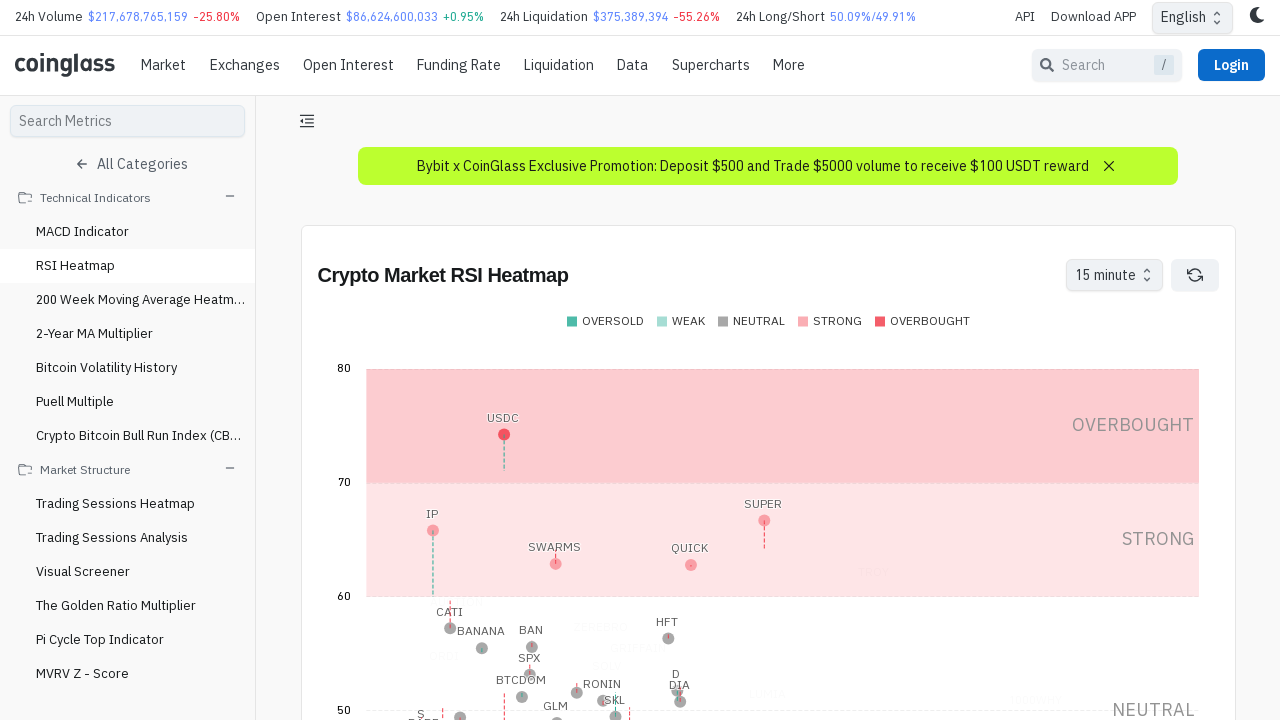 24h Volume $217,678,765,159 -25.80% Open Interest $86,624,600,033 +0.95% 24h Liquidation $375,389,394 -55.26% 24h Long/Short 50.09%/49.91% API Download APP English
coinglass Market Exchanges Open Interest Funding Rate Liquidation Data Supercharts More Search / Login
Search Metrics
All Categories
Technical Indicators
MACD Indicator
RSI Heatmap
200 Week Moving Average Heatm...
2-Year MA Multiplier
Bitcoin Volatility History
Puell Multiple
Crypto Bitcoin Bull Run Index (CB...
Market Structure
Trading Sessions Heatmap
Trading Sessions Analysis
Visual Screener
The Golden Ratio Multiplier
Pi Cycle Top Indicator
MVRV Z - Score
Bybit x CoinGlass Exclusive Promotion: Deposit $500 and Trade $5000 volume to receive $100 USDT reward
Crypto Market RSI Heatmap 15 minute
OVERSOLD WEAK NEUTRAL STRONG OVERBOUGHT
80
USDC
OVERBOUGHT
70
SUPER
IP
STRONG
SWARMS QUICK
60
CATI
HFT
BANANA BAN
SPX
D
BTCDOM
RONIN DIA
SKL
GLM
50 NEUTRAL
S